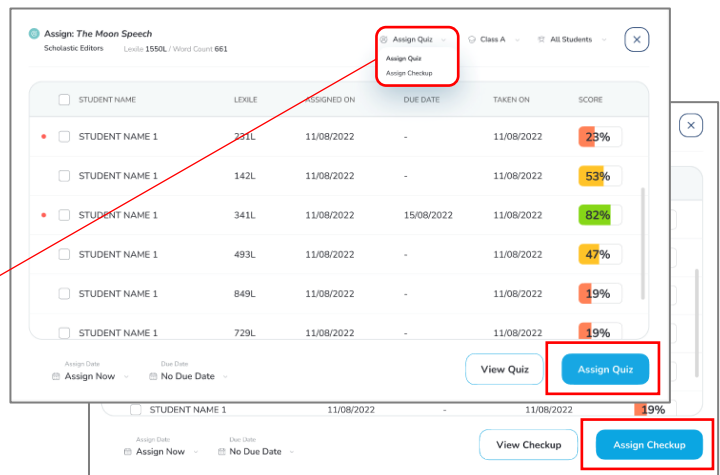 Assign: The Moon Speech
Scholastic Editors Lexile 1550L / Word Count 661
Assign Quiz Class A All Students
Assign Quiz
Assign Checkup
STUDENT NAME LEXILE ASSIGNED ON DUE DATE TAKEN ON SCORE
STUDENT NAME 1 231L 11/08/2022 - 11/08/2022 23%
STUDENT NAME 1 142L 11/08/2022 - 11/08/2022 53%
STUDENT NAME 1 341L 11/08/2022 15/08/2022 11/08/2022 82%
STUDENT NAME 1 493L 11/08/2022 - 11/08/2022 47%
STUDENT NAME 1 849L 11/08/2022 - 11/08/2022 19%
STUDENT NAME 1 729L 11/08/2022 - 11/08/2022 19%
Assign Date Due Date
Assign Now No Due Date View Quiz Assign Quiz
STUDENT NAME 1 11/08/2022 - 11/08/2022 19%
Assign Date Due Date
Assign Now No Due Date View Checkup Assign Checkup